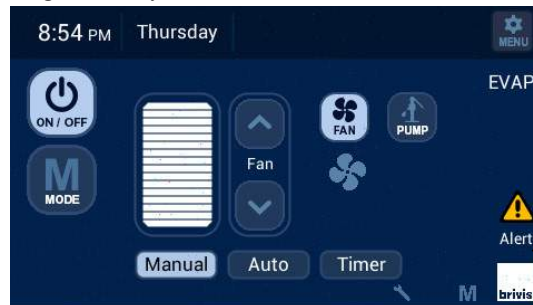 8:54 PM Thursday
MENU
ON / OFF
EVAP
FAN
PUMP
Fan
M
MODE
Alert
Manual Auto Timer
M
brivis